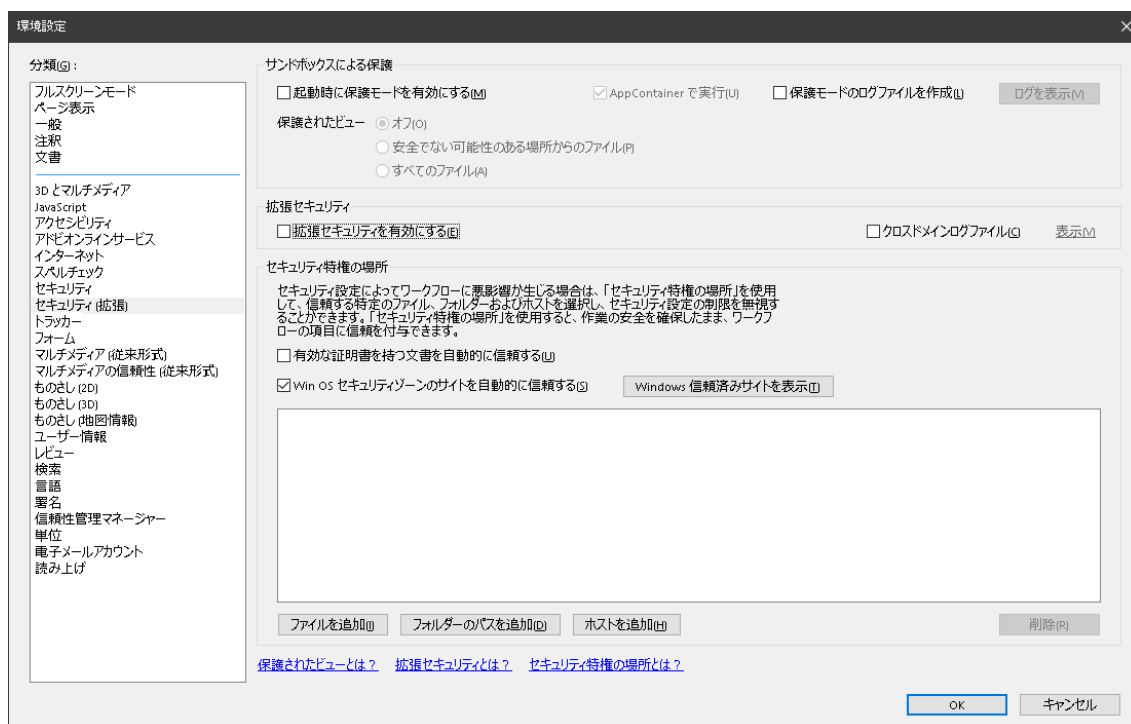 環境設定
分類(G):
フルスクリーンモード
ページ表示
一般
注釈
文書
3D とマルチメディア
JavaScript
アクセシビリティ
アドビオンラインサービス
インターネット
スペルチェック
セキュリティ
セキュリティ (拡張)
トラッカー
フォーム
マルチメディア (従来形式)
マルチメディアの信頼性 (従来形式)
ものさし (2D)
ものさし (3D)
ものさし (地図情報)
ユーザー情報
レビュー
検索
言語
署名
信頼性管理マネージャー
単位
電子メールアカウント
読み上げ
サンドボックスによる保護
起動時に保護モードを有効にする(M) AppContainer で実行(U) 保護モードのログファイルを作成(L) ログを表示(V)
保護されたビュー オフ(O)
安全でない可能性のある場所からのファイル(P)
すべてのファイル(A)
拡張セキュリティ
拡張セキュリティを有効にする(E) クロスドメインログファイル(C) 表示(V)
セキュリティ特権の場所
セキュリティ設定によってワークフローに悪影響が生じる場合は、「セキュリティ特権の場所」を使用
して、信頼する特定のファイル、フォルダーおよびホストを選択し、セキュリティ設定の制限を無視す
ることができます。「セキュリティ特権の場所」を使用すると、作業の安全を確保したまま、ワークフ
ローの項目に信頼を付与できます。
有効な証明書を持つ文書を自動的に信頼する(U)
Win OS セキュリティゾーンのサイトを自動的に信頼する(S) Windows 信頼済みサイトを表示(T)
ファイルを追加(I) フォルダーのパスを追加(D) ホストを追加(H) 削除(R)
保護されたビューとは? 拡張セキュリティとは? セキュリティ特権の場所とは?
OK キャンセル